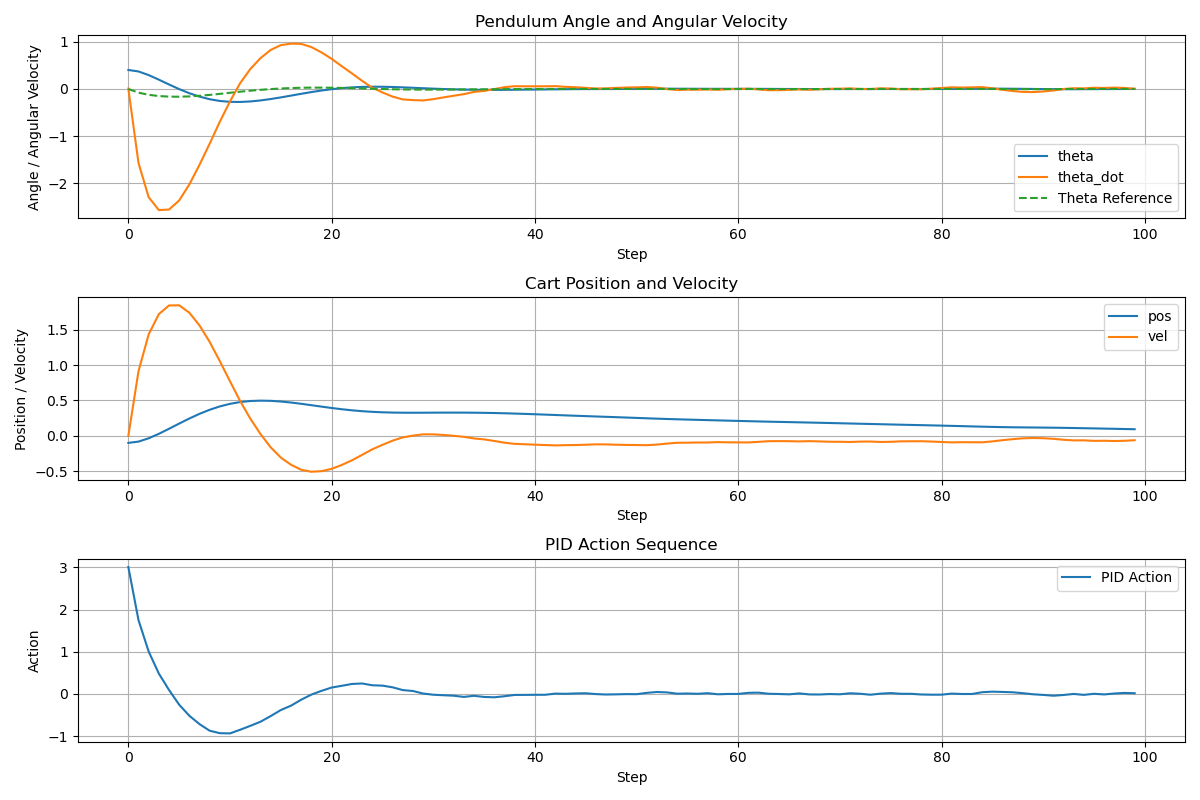 Pendulum Angle and Angular Velocity
Angle / Angular Velocity
1
0
−1
−2
theta
theta_dot
Theta Reference
0 20 40 60 80 100
Step
Cart Position and Velocity
Position / Velocity
1.5
1.0
0.5
0.0
−0.5
pos
vel
0 20 40 60 80 100
Step
PID Action Sequence
Action
3
2
1
0
−1
PID Action
0 20 40 60 80 100
Step